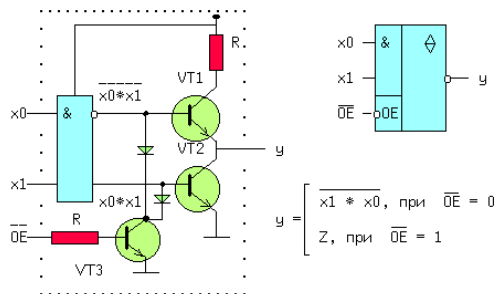 R
VT1
x0*x1
&
x0
VT2
y
x1
x0*x1
R
OE
VT3
x0
&
x1
y
OE
OE
y =
x1 * x0, при OE = 0
Z, при OE = 1